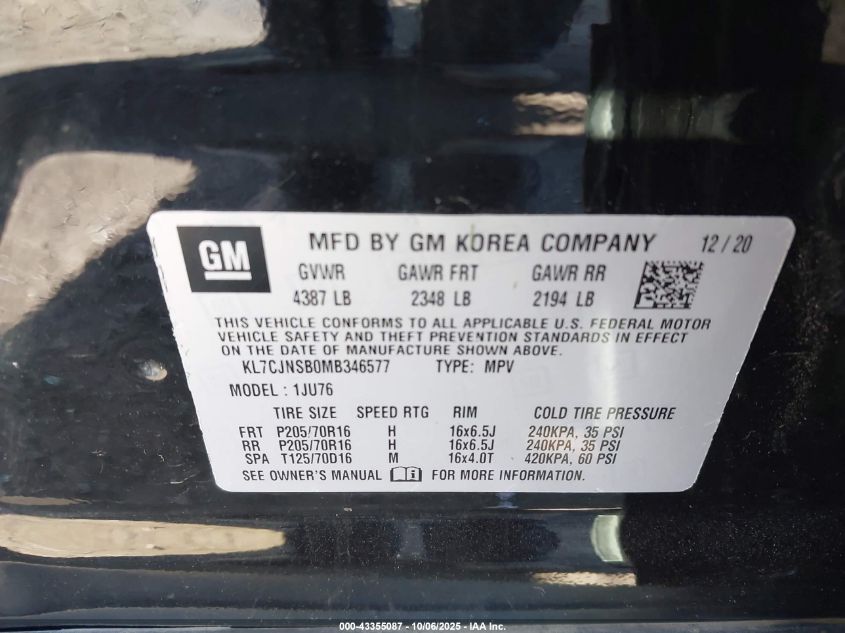 GM MFD BY GM KOREA COMPANY 12/20
GVWR GAWR FRT GAWR RR
4387 LB 2348 LB 2194 LB
THIS VEHICLE CONFORMS TO ALL APPLICABLE U.S. FEDERAL MOTOR
VEHICLE SAFETY AND THEFT PREVENTION STANDARDS IN EFFECT
ON THE DATE OF MANUFACTURE SHOWN ABOVE.
KL7CJNSB0MB346577 TYPE: MPV
MODEL: 1JU76
TIRE SIZE SPEED RTG RIM COLD TIRE PRESSURE
FRT P205/70R16 H 16x6.5J 240KPA, 35 PSI
RR P205/70R16 H 16x6.5J 240KPA, 35 PSI
SPA T125/70D16 M 16x4.0T 420KPA, 60 PSI
SEE OWNER'S MANUAL FOR MORE INFORMATION.
000-43355087 - 10/06/2025 - IAA Inc.